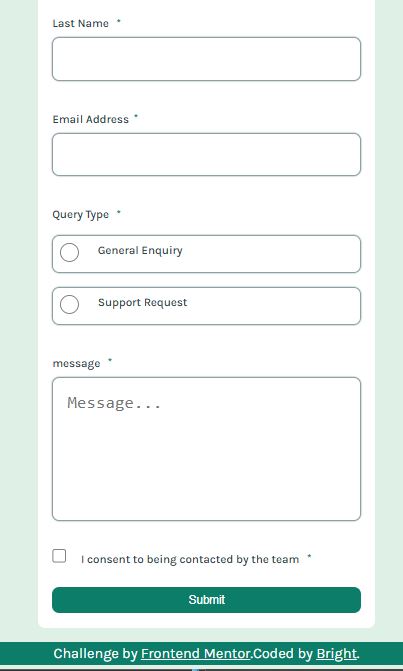 Last Name *
Email Address *
Query Type *
General Enquiry
Support Request
message *
Message...
I consent to being contacted by the team *
Submit
Challenge by Frontend Mentor.Coded by Bright.